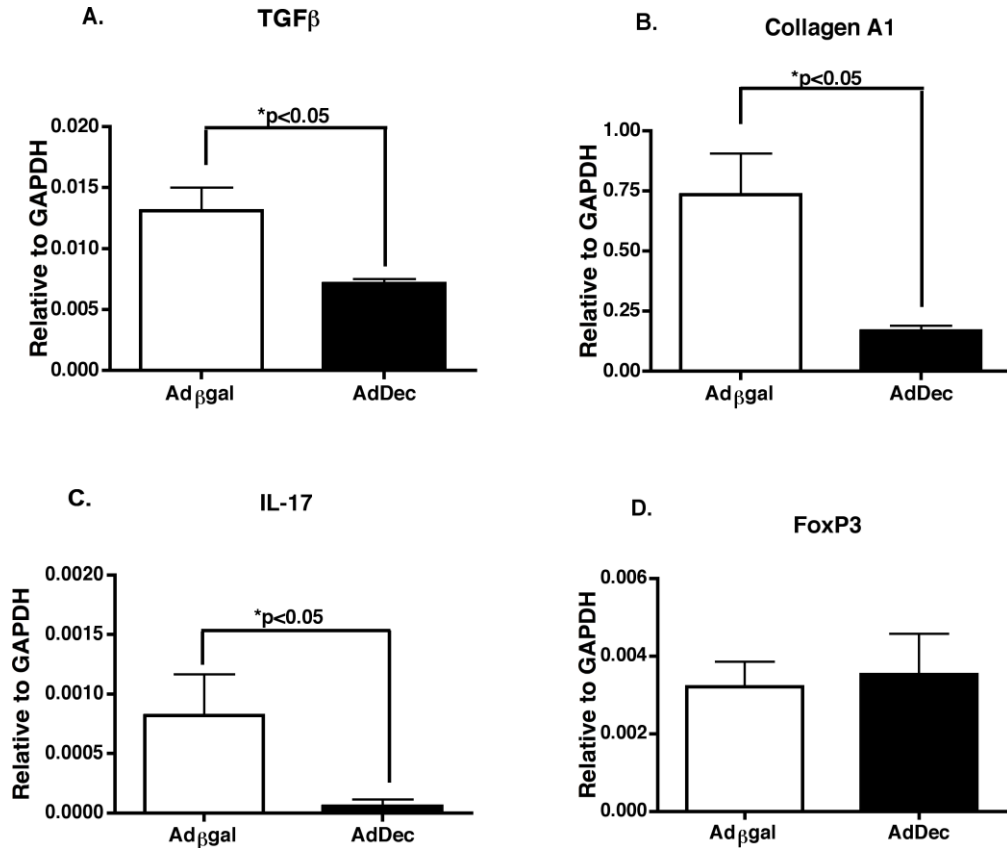 A.
TGFβ
*p<0.05
Relative to GAPDH
0.020
0.015
0.010
0.005
0.000
Adβgal
AdDec
B.
Collagen A1
*p<0.05
Relative to GAPDH
1.00
0.75
0.50
0.25
0.00
Adβgal
AdDec
C.
IL-17
*p<0.05
Relative to GAPDH
0.0020
0.0015
0.0010
0.0005
0.0000
Adβgal
AdDec
D.
FoxP3
Relative to GAPDH
0.006
0.004
0.002
0.000
Adβgal
AdDec